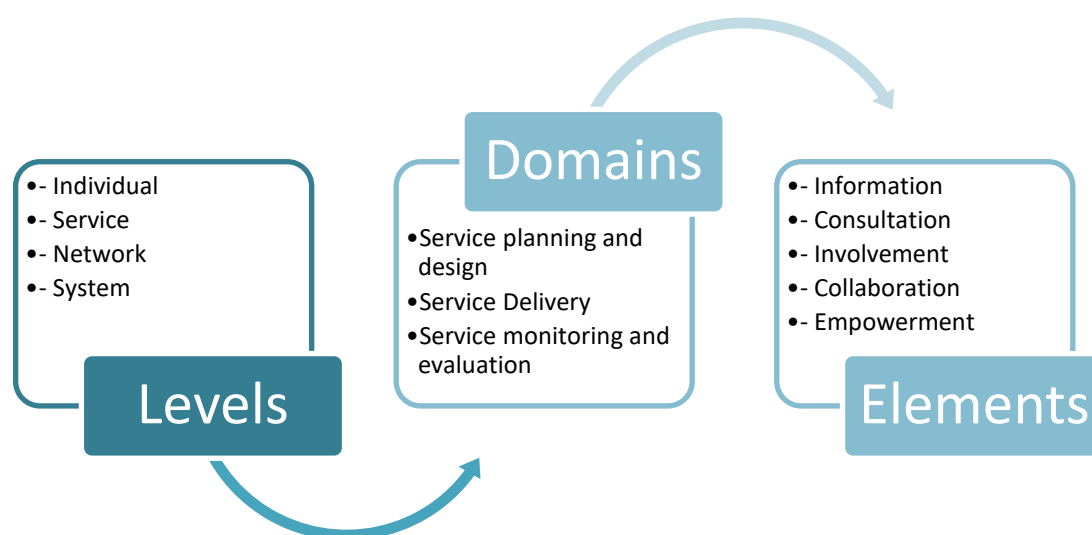 •- Individual
•- Service
•- Network
•- System
Levels
Domains
•Service planning and
design
•Service Delivery
•Service monitoring and
evaluation
•- Information
•- Consultation
•- Involvement
•- Collaboration
•- Empowerment
Elements